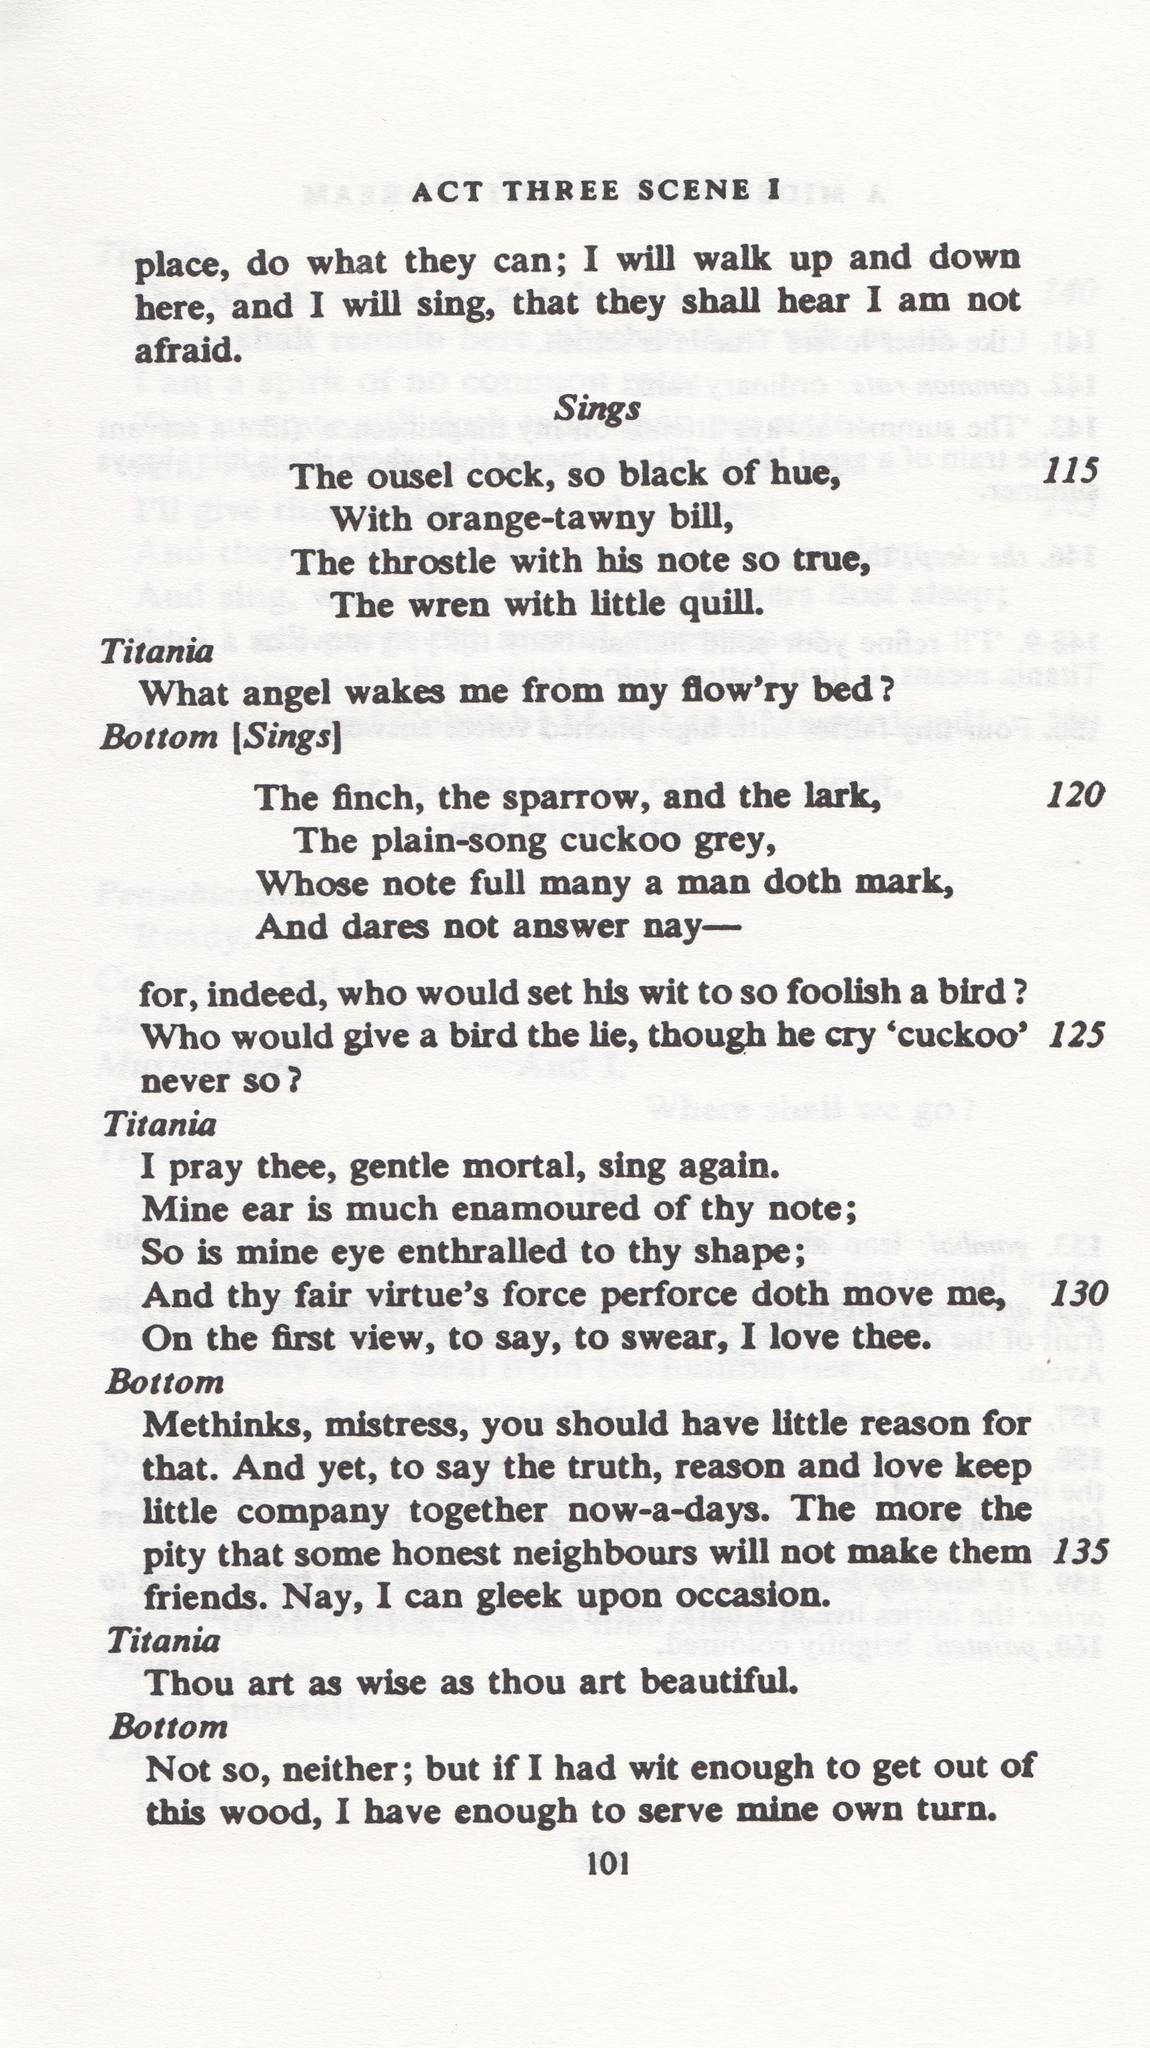 ACT THREE SCENE I
place, do what they can; I will walk up and down
here, and I will sing, that they shall hear I am not
afraid.
Sings
The ousel cock, so black of hue, 115
With orange-tawny bill,
The throstle with his note so true,
The wren with little quill.
Titania
What angel wakes me from my flow'ry bed?
Bottom [Sings]
The finch, the sparrow, and the lark, 120
The plain-song cuckoo grey,
Whose note full many a man doth mark,
And dares not answer nay—
for, indeed, who would set his wit to so foolish a bird?
Who would give a bird the lie, though he cry ‘cuckoo’ 125
never so?
Titania
I pray thee, gentle mortal, sing again.
Mine ear is much enamoured of thy note;
So is mine eye enthralled to thy shape;
And thy fair virtue's force perforce doth move me, 130
On the first view, to say, to swear, I love thee.
Bottom
Methinks, mistress, you should have little reason for
that. And yet, to say the truth, reason and love keep
little company together now-a-days. The more the
pity that some honest neighbours will not make them 135
friends. Nay, I can gleek upon occasion.
Titania
Thou art as wise as thou art beautiful.
Bottom
Not so, neither; but if I had wit enough to get out of
this wood, I have enough to serve mine own turn.
101